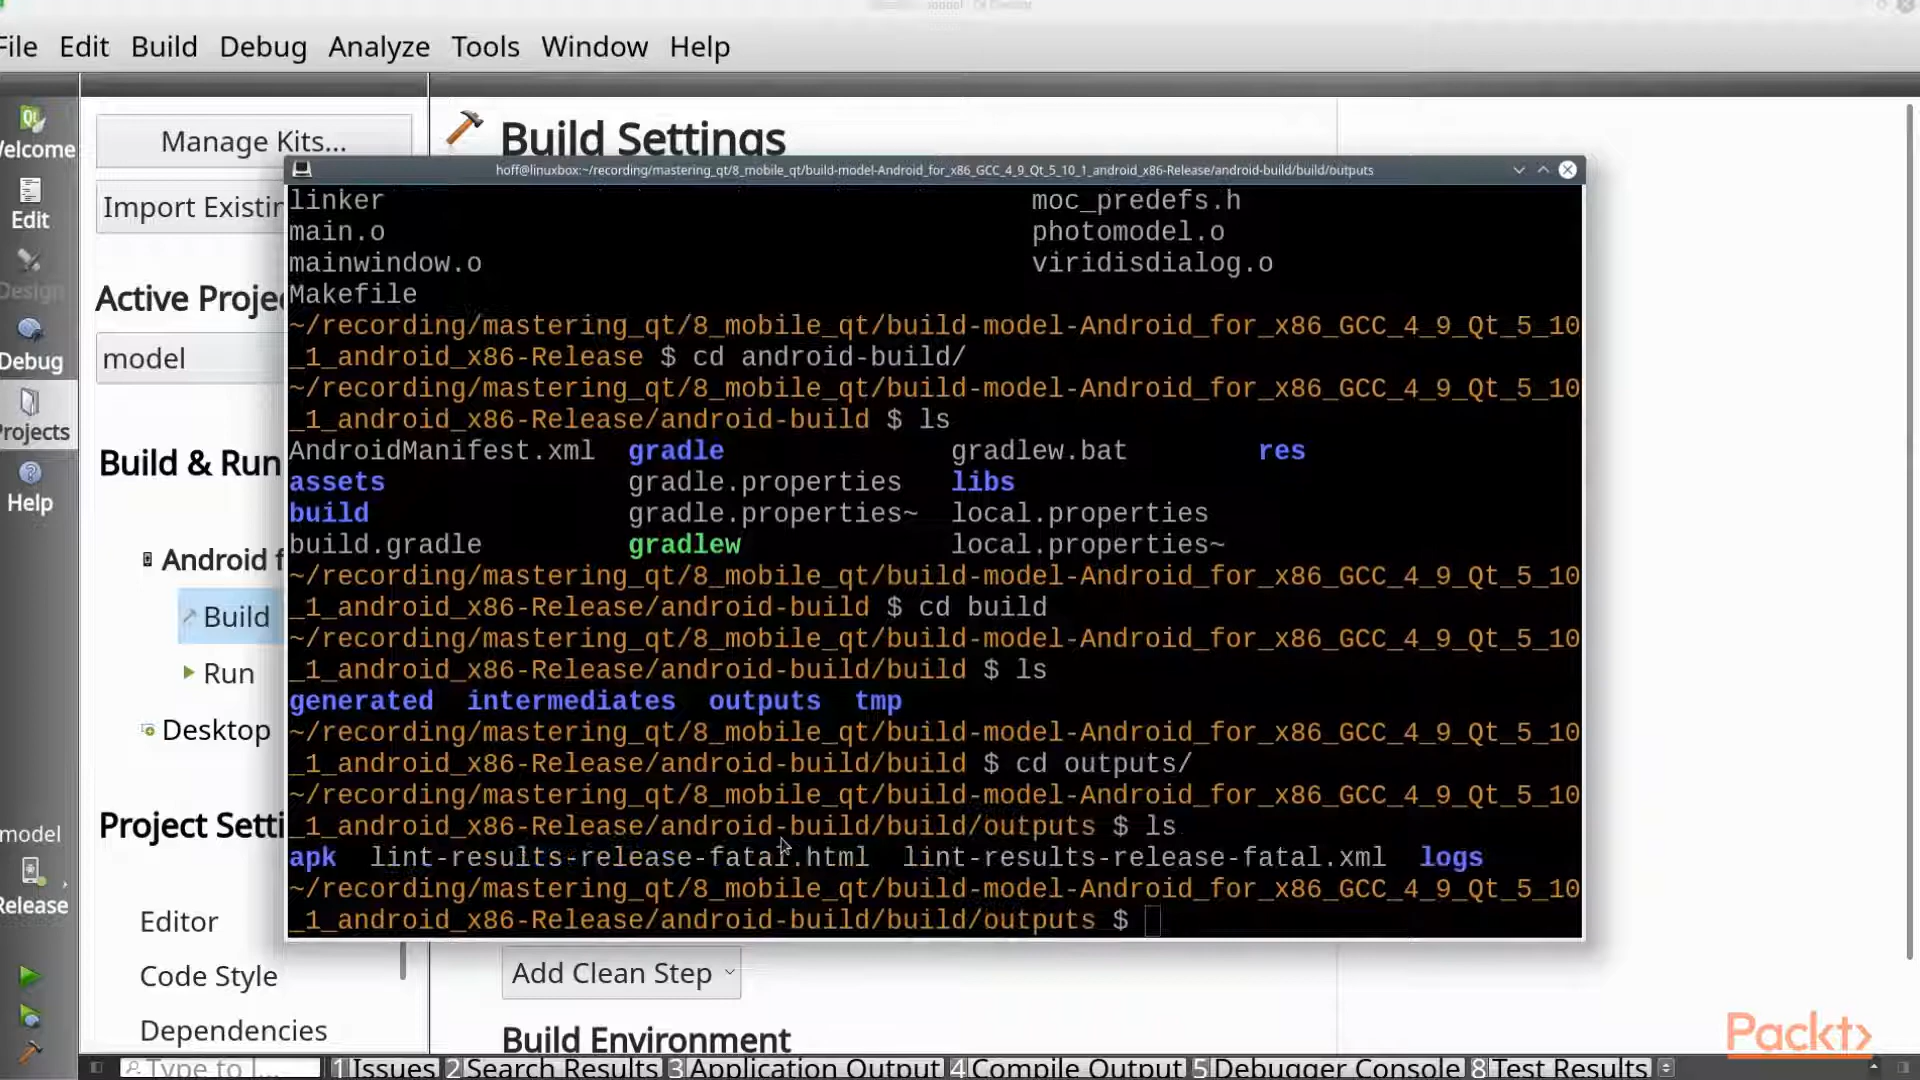 File Edit Build Debug Analyze Tools Window Help
Welcome
Edit
Design
Debug
Projects
Help
model
Release
Manage Kits...
Import Existin
Active Proje
model
Build & Run
Android f
Build
Run
Desktop
Project Setti
Editor
Code Style
Dependencies
Build Settings
hoff@linuxbox:~/recording/mastering_qt/8_mobile_qt/build-model-Android_for_x86_GCC_4_9_Qt_5_10_1_android_x86-Release/android-build/build/outputs
linker moc_predefs.h
main.o photomodel.o
mainwindow.o viridisdialog.o
Makefile
~/recording/mastering_qt/8_mobile_qt/build-model-Android_for_x86_GCC_4_9_Qt_5_10
_1_android_x86-Release $ cd android-build/
~/recording/mastering_qt/8_mobile_qt/build-model-Android_for_x86_GCC_4_9_Qt_5_10
_1_android_x86-Release/android-build $ ls
AndroidManifest.xml gradle gradlew.bat res
assets gradle.properties libs
build gradle.properties~ local.properties
build.gradle gradlew local.properties~
~/recording/mastering_qt/8_mobile_qt/build-model-Android_for_x86_GCC_4_9_Qt_5_10
_1_android_x86-Release/android-build $ cd build
~/recording/mastering_qt/8_mobile_qt/build-model-Android_for_x86_GCC_4_9_Qt_5_10
_1_android_x86-Release/android-build/build $ ls
generated intermediates outputs tmp
~/recording/mastering_qt/8_mobile_qt/build-model-Android_for_x86_GCC_4_9_Qt_5_10
_1_android_x86-Release/android-build/build $ cd outputs/
~/recording/mastering_qt/8_mobile_qt/build-model-Android_for_x86_GCC_4_9_Qt_5_10
_1_android_x86-Release/android-build/build/outputs $ ls
apk lint-results-release-fatal.html lint-results-release-fatal.xml logs
~/recording/mastering_qt/8_mobile_qt/build-model-Android_for_x86_GCC_4_9_Qt_5_10
_1_android_x86-Release/android-build/build/outputs $
Add Clean Step
Build Environment
Packt>
Type to ... 1 Issues 2 Search Results 3 Application Output 4 Compile Output 5 Debugger Console 8 Test Results